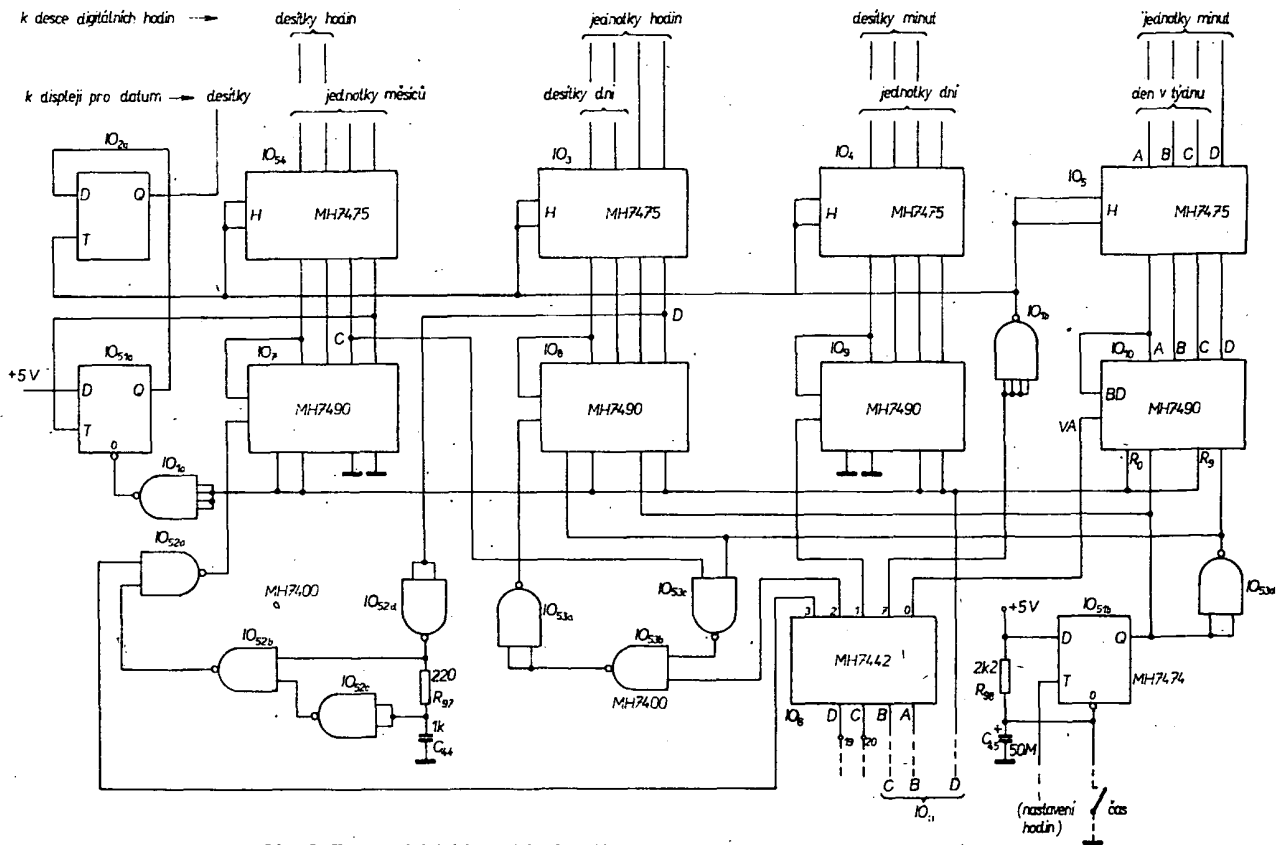 k desce digitálních hodin → desítky hodin jednotky hodin desítky minut jednotky minut
k displeji pro datum → desítky jednotky měsíců desítky dní jednotky dní den v týdnu
A B C D
IO2a IO54 IO3 IO4 IO5
D Q
T
H MH7475
H MH7475
H MH7475
H MH7475
IO1b
C D
IO51a IO7 IO8 IO9 IO10 A B C D
+5V
D Q
T
0
MH7490
MH7490
MH7490
BD MH7490
VA
R0 R9
IO1a
IO52a
MH7400
IO52d
IO53a
IO53c
IO53d
IO52b
IO53b
MH7400
IO52c
220
R97
1k
C44
3 2 1 7 0
MH7442
IO6
D C B A
19 20
C B D
IO11
+5V
2k2
R98
C45 + 50M
IO51b
D Q
T
0
MH7474
(nastavení hodin)
čas